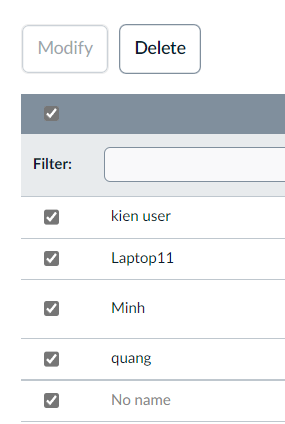 Modify
Delete
Filter:
kien user
Laptop11
Minh
quang
No name